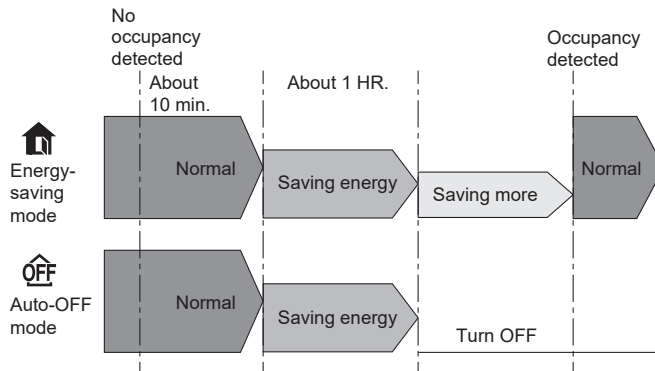 No
occupancy
detected
About
10 min.
About 1 HR.
Occupancy
detected
Energy-
saving
mode
Normal
Saving energy
Saving more
Normal
OFF
Auto-OFF
mode
Normal
Saving energy
Turn OFF